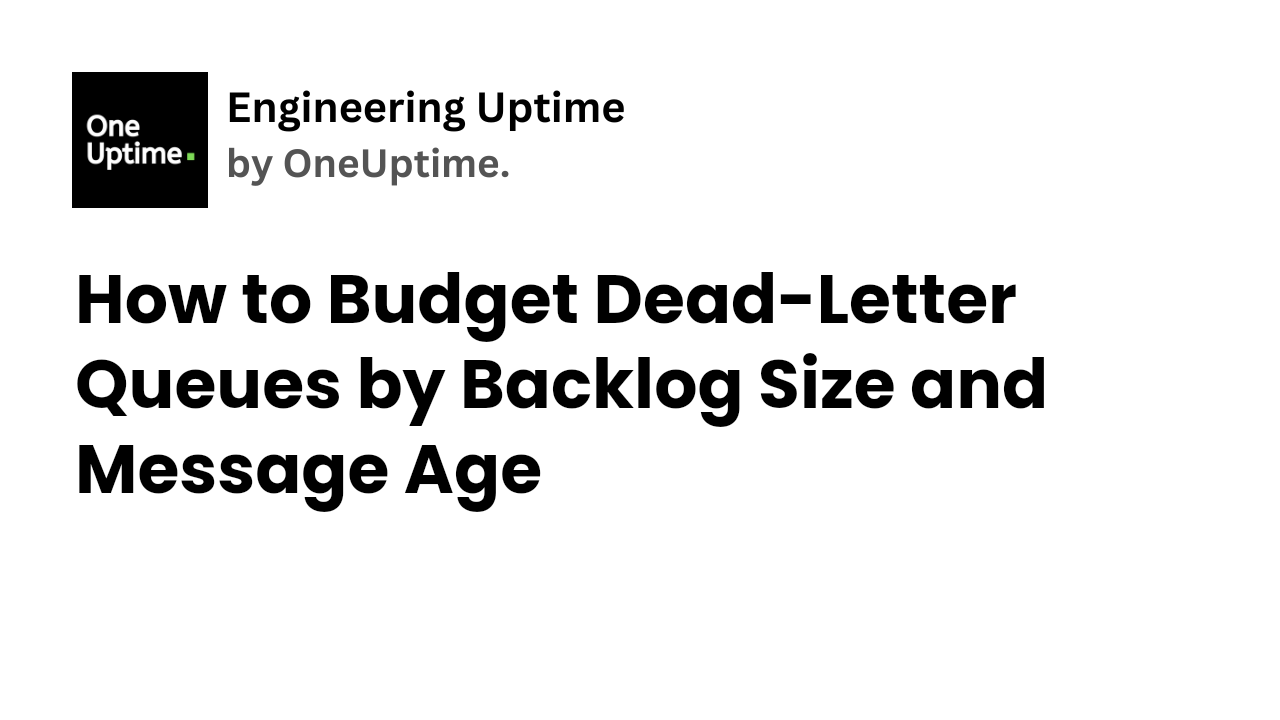 One
Uptime.
Engineering Uptime
by OneUptime.
How to Budget Dead-Letter
Queues by Backlog Size and
Message Age